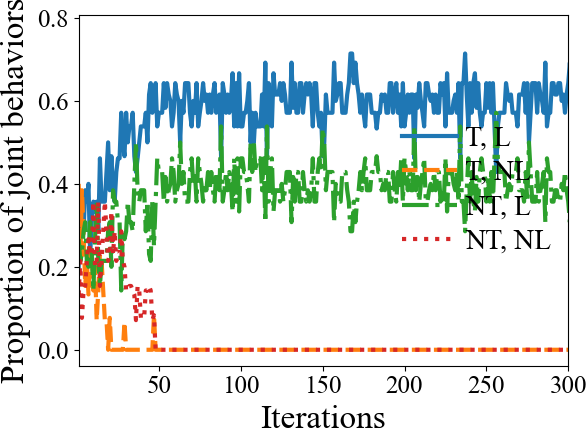 Proportion of joint behaviors
0.8
0.6
0.4
0.2
0.0
T, L
T, NL
NT, L
NT, NL
50 100 150 200 250 300
Iterations